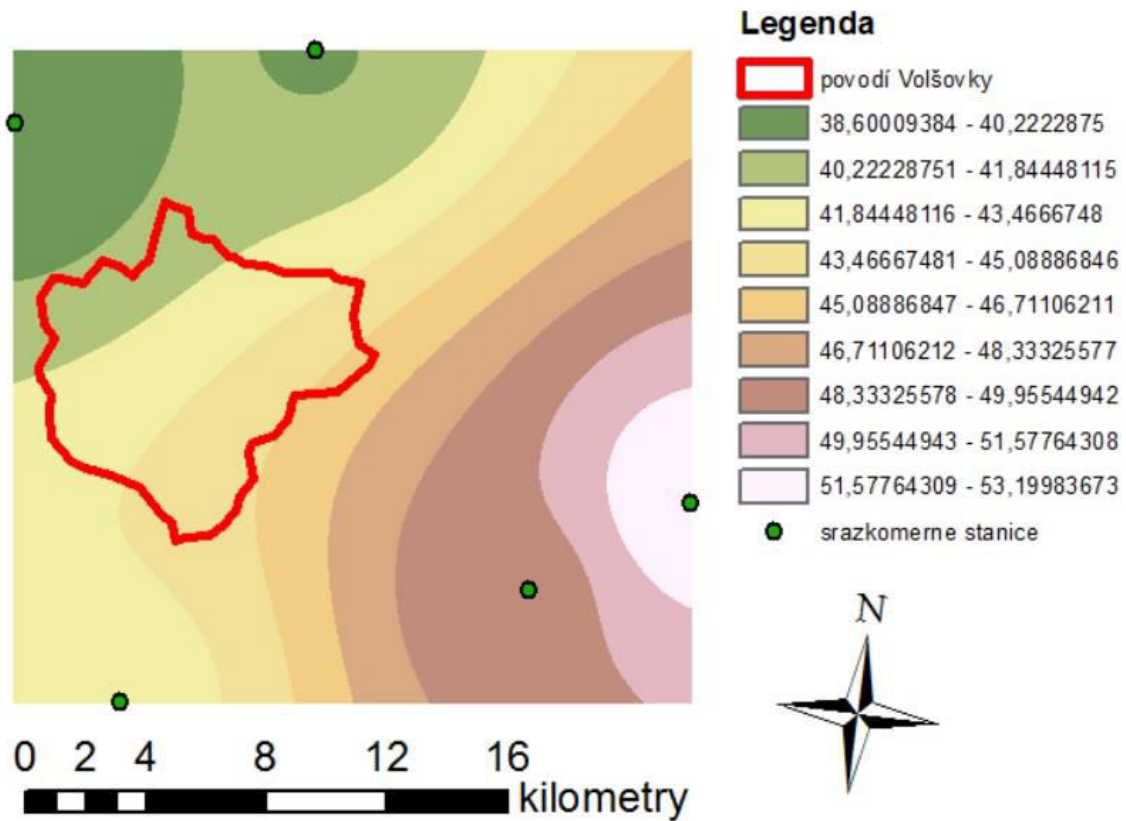 Legenda
povodí Volšovky
38,60009384 - 40,2222875
40,22228751 - 41,84448115
41,84448116 - 43,4666748
43,46667481 - 45,08886846
45,08886847 - 46,71106211
46,71106212 - 48,33325577
48,33325578 - 49,95544942
49,95544943 - 51,57764308
51,57764309 - 53,19983673
srazkomerne stanice
N
0 2 4 8 12 16
kilometry